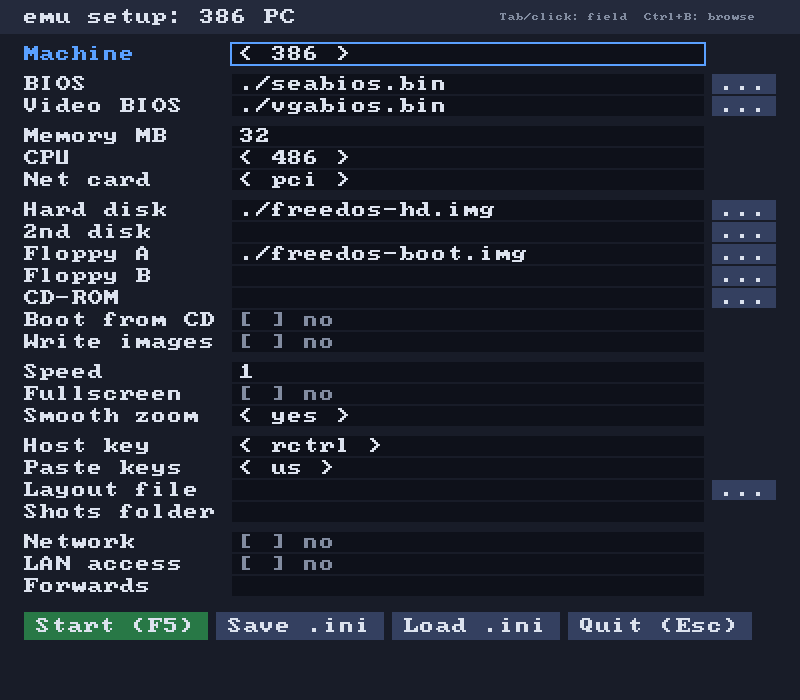 emu setup: 386 PC Tab/click: field Ctrl+B: browse
Machine < 386 >
BIOS ./seabios.bin ...
Video BIOS ./vgabios.bin ...
Memory MB 32
CPU < 486 >
Net card < pci >
Hard disk ./freedos-hd.img ...
2nd disk ...
Floppy A ./freedos-boot.img ...
Floppy B ...
CD-ROM ...
Boot from CD [ ] no
Write images [ ] no
Speed 1
Fullscreen [ ] no
Smooth zoom < yes >
Host key < rctrl >
Paste keys < us >
Layout file ...
Shots folder
Network [ ] no
LAN access [ ] no
Forwards
Start (F5) Save .ini Load .ini Quit (Esc)